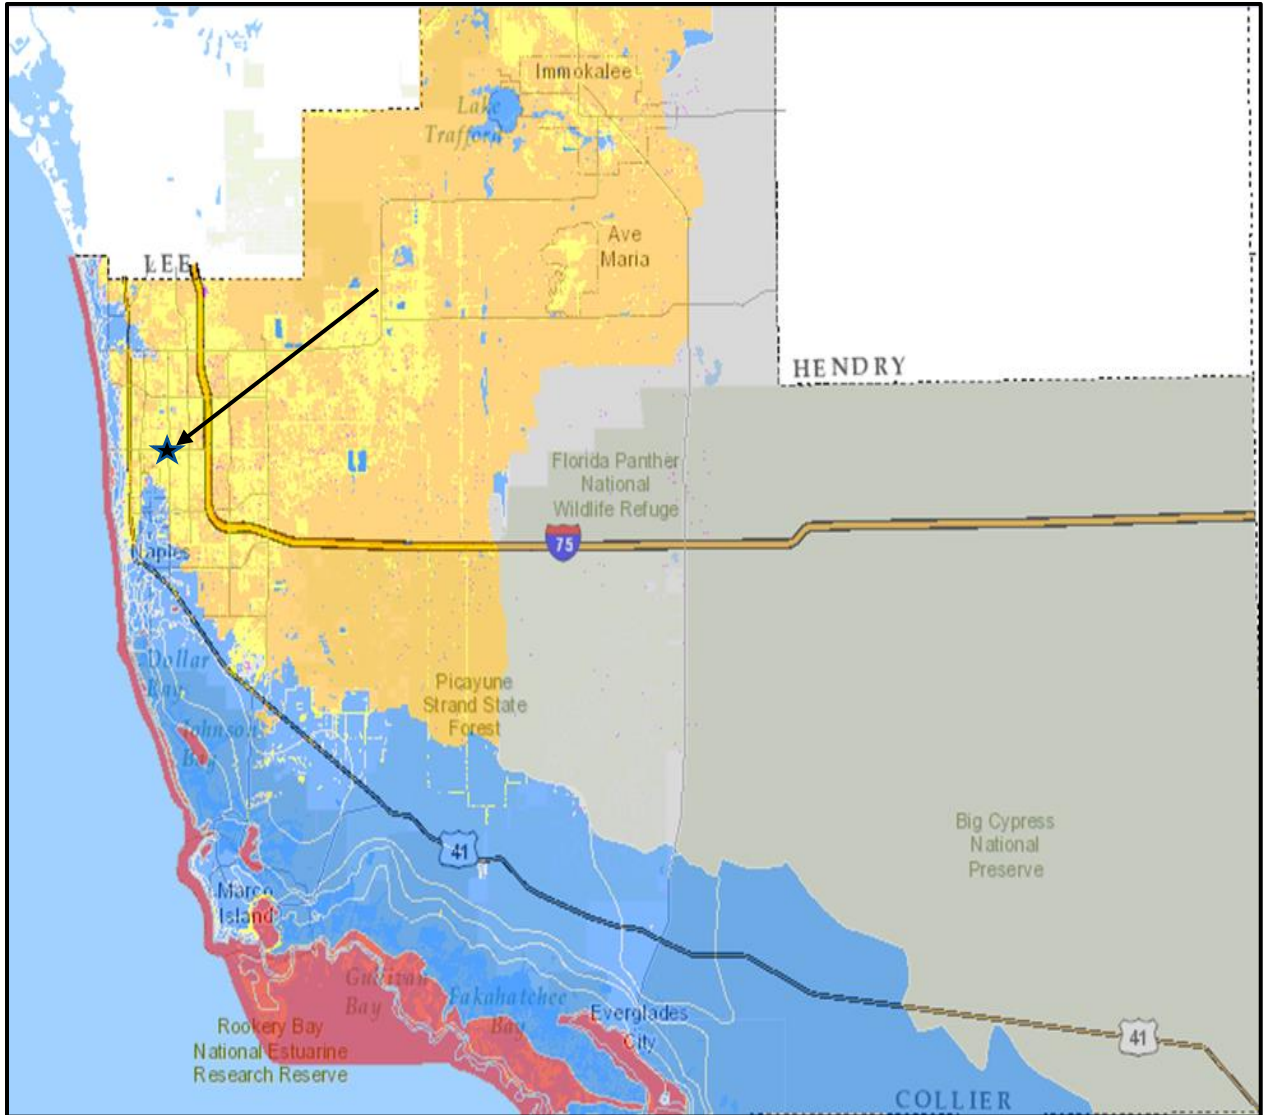 Immokalee
Lake
Trafford
Ave
Maria
LEE
HENDRY
Florida Panther
National
Wildlife Refuge
75
Naples
Dollar
Bay
Picayune
Strand State
Forest
Johnson
Bay
Big Cypress
National
Preserve
41
Marco
Island
Gullivan
Bay
Fakahatchee
Bay
Everglades
City
Rookery Bay
National Estuarine
Research Reserve
41
COLLIER